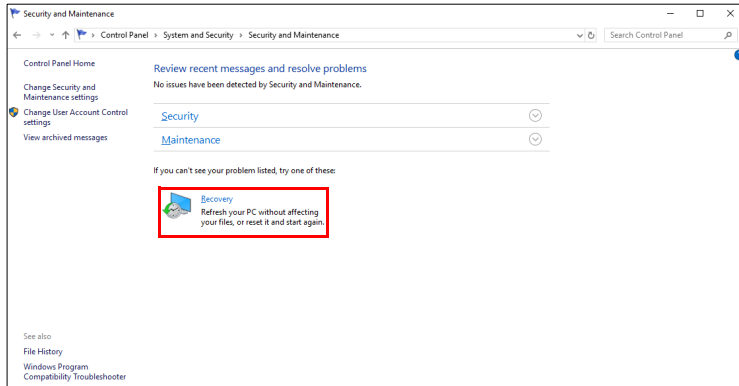 Security and Maintenance
Control Panel > System and Security > Security and Maintenance
Search Control Panel
Control Panel Home
Change Security and
Maintenance settings
Change User Account Control
settings
View archived messages
Review recent messages and resolve problems
No issues have been detected by Security and Maintenance.
Security
Maintenance
If you can't see your problem listed, try one of these:
Recovery
Refresh your PC without affecting
your files, or reset it and start again.
See also
File History
Windows Program
Compatibility Troubleshooter